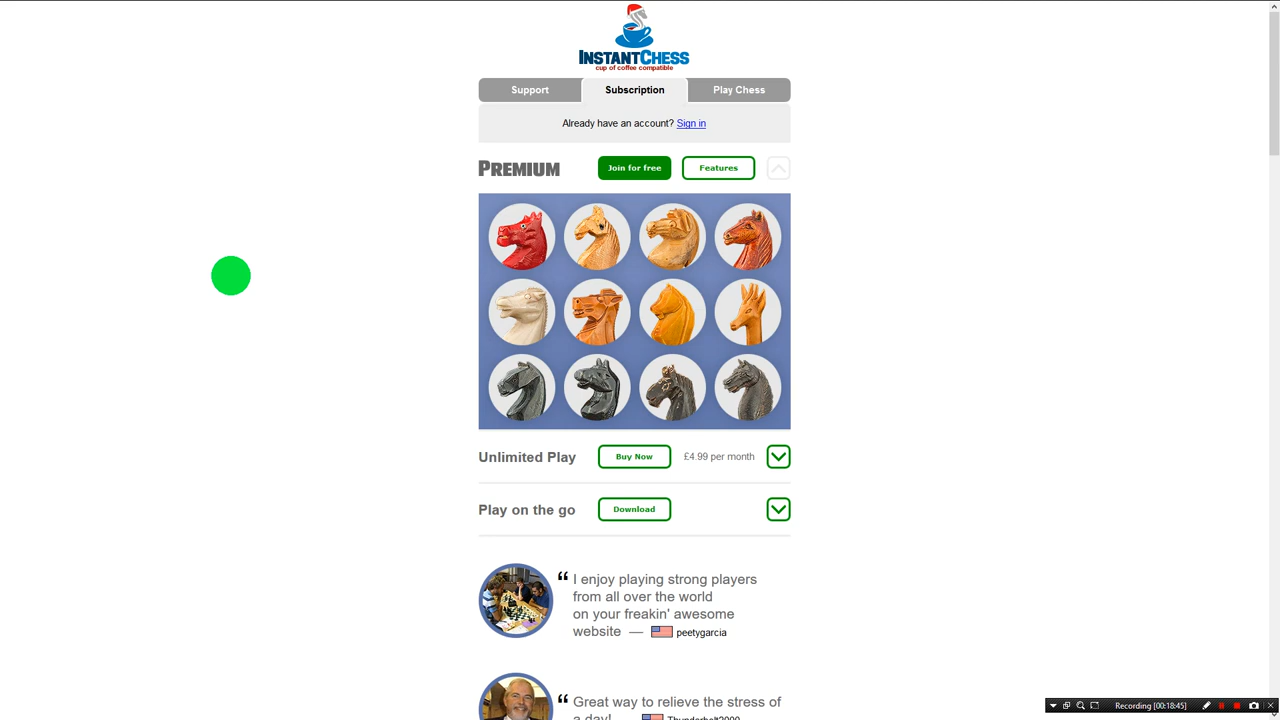 INSTANTCHESS
cup of coffee compatible
Support
Subscription
Play Chess
Already have an account? Sign in
PREMIUM
Join for free
Features
Unlimited Play
Buy Now
£4.99 per month
Play on the go
Download
“ I enjoy playing strong players
from all over the world
on your freakin' awesome
website — peetygarcia
“ Great way to relieve the stress of
a day! Thunderbolt2000
Recording [00:18:45]